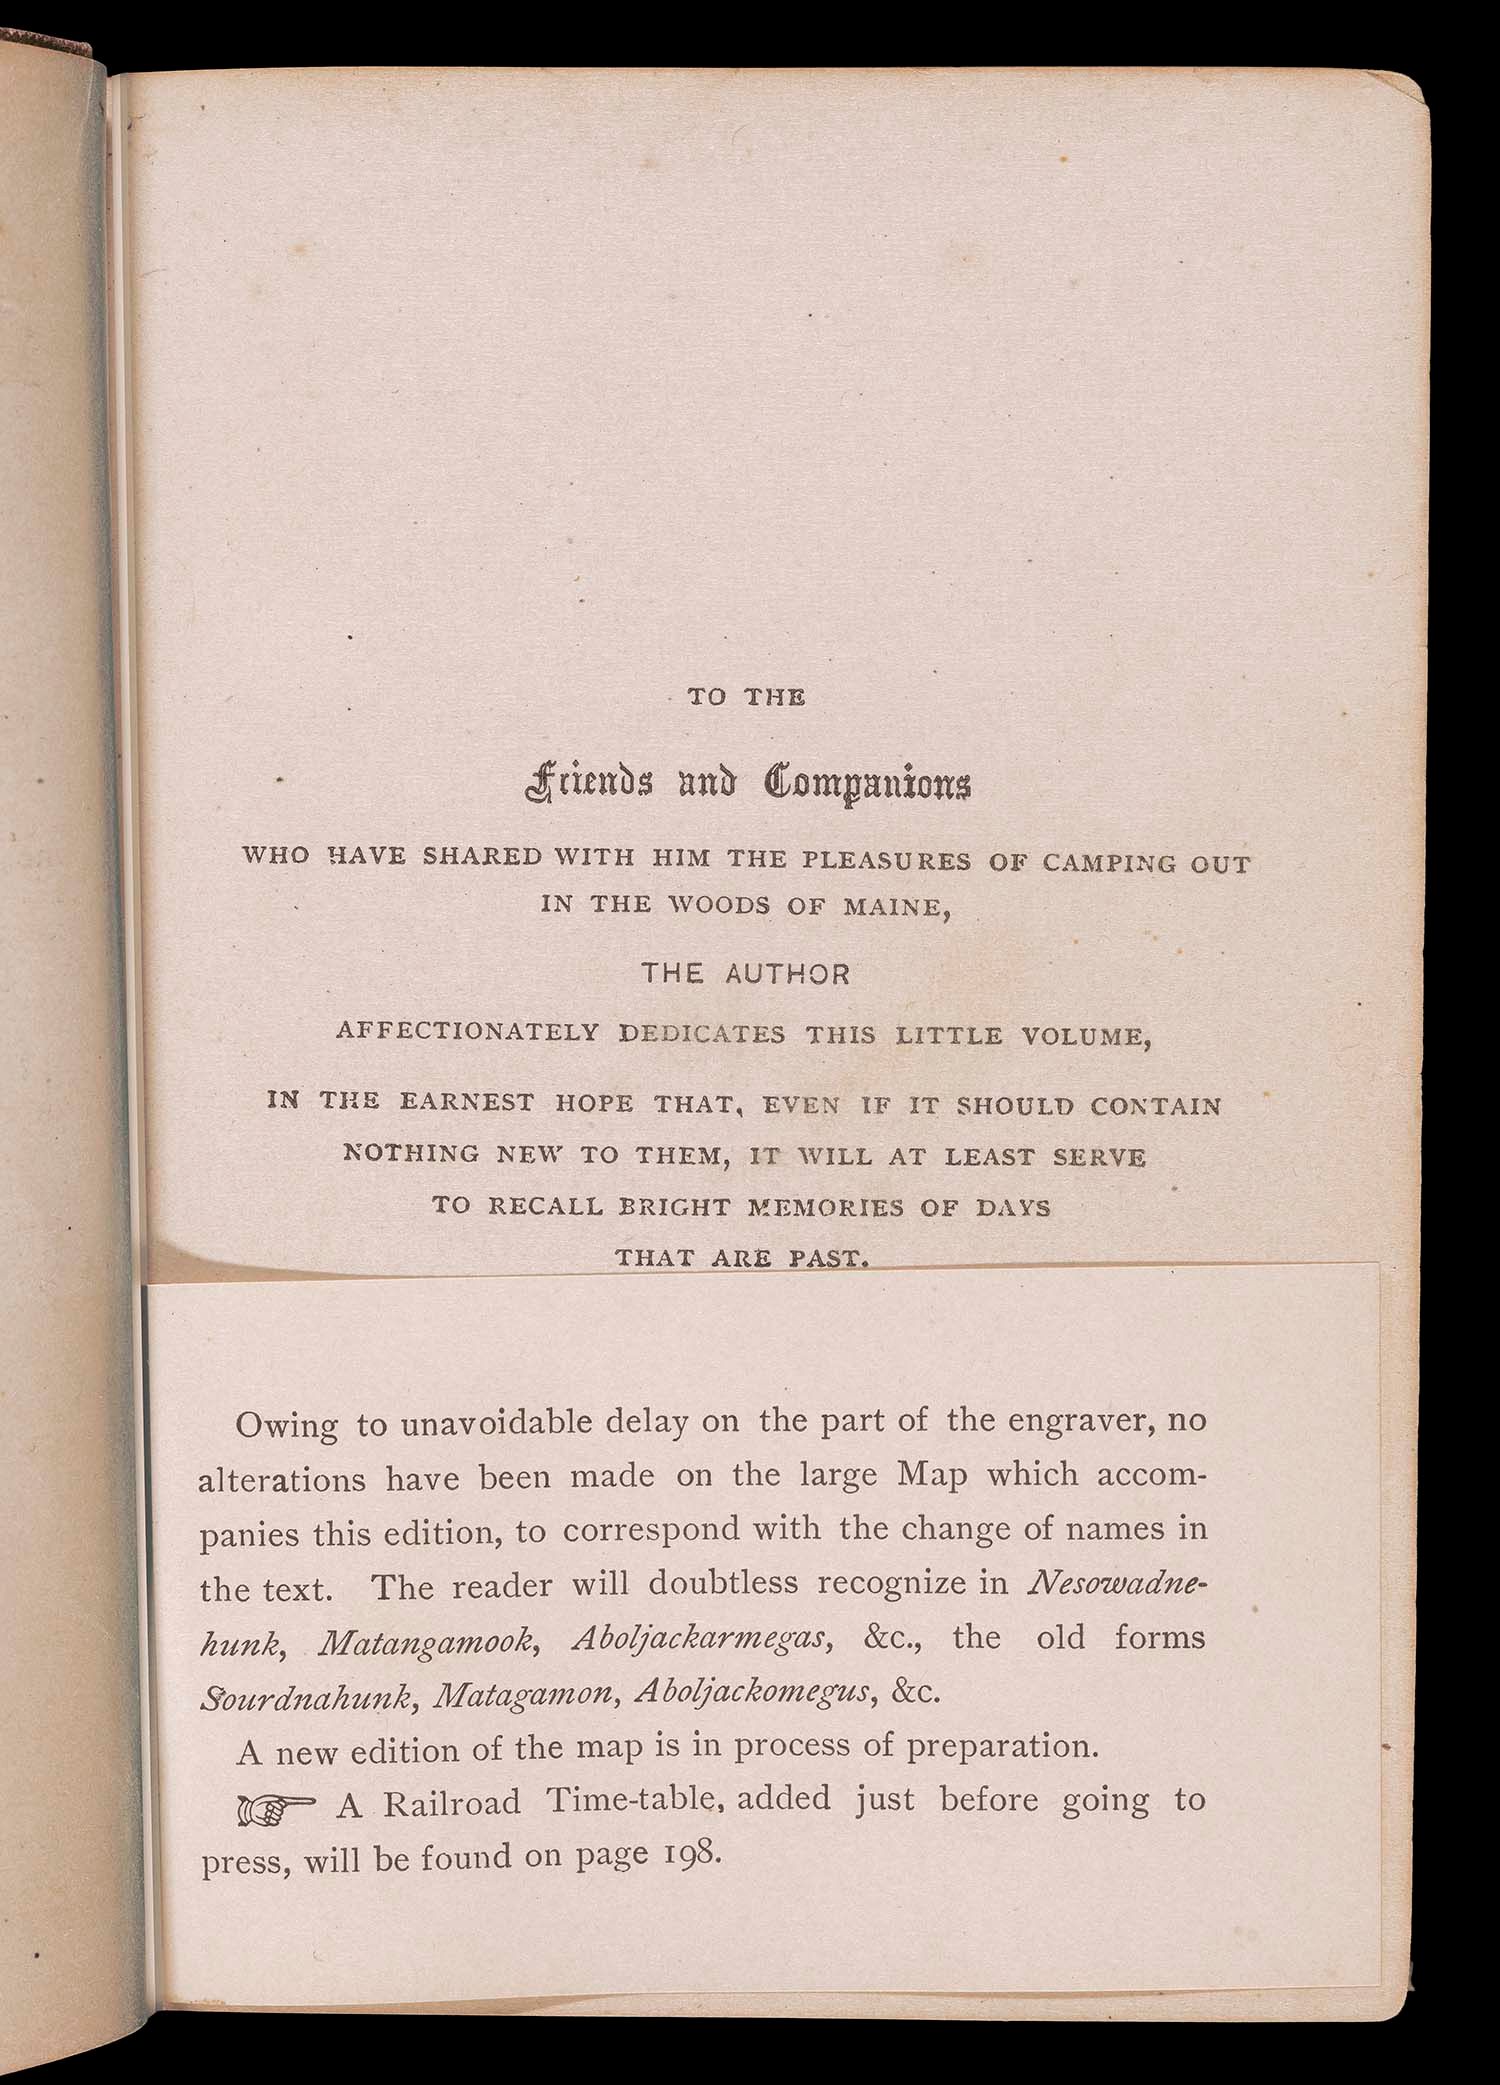 TO THE
Friends and Companions
WHO HAVE SHARED WITH HIM THE PLEASURES OF CAMPING OUT
IN THE WOODS OF MAINE,
THE AUTHOR
AFFECTIONATELY DEDICATES THIS LITTLE VOLUME,
IN THE EARNEST HOPE THAT, EVEN IF IT SHOULD CONTAIN
NOTHING NEW TO THEM, IT WILL AT LEAST SERVE
TO RECALL BRIGHT MEMORIES OF DAYS
THAT ARE PAST.
Owing to unavoidable delay on the part of the engraver, no
alterations have been made on the large Map which accom-
panies this edition, to correspond with the change of names in
the text. The reader will doubtless recognize in Nesowadne-
hunk, Matangamook, Aboljackarmegas, &c., the old forms
Sourdnahunk, Matagamon, Aboljackomegus, &c.
A new edition of the map is in process of preparation.
☞ A Railroad Time-table, added just before going to
press, will be found on page 198.